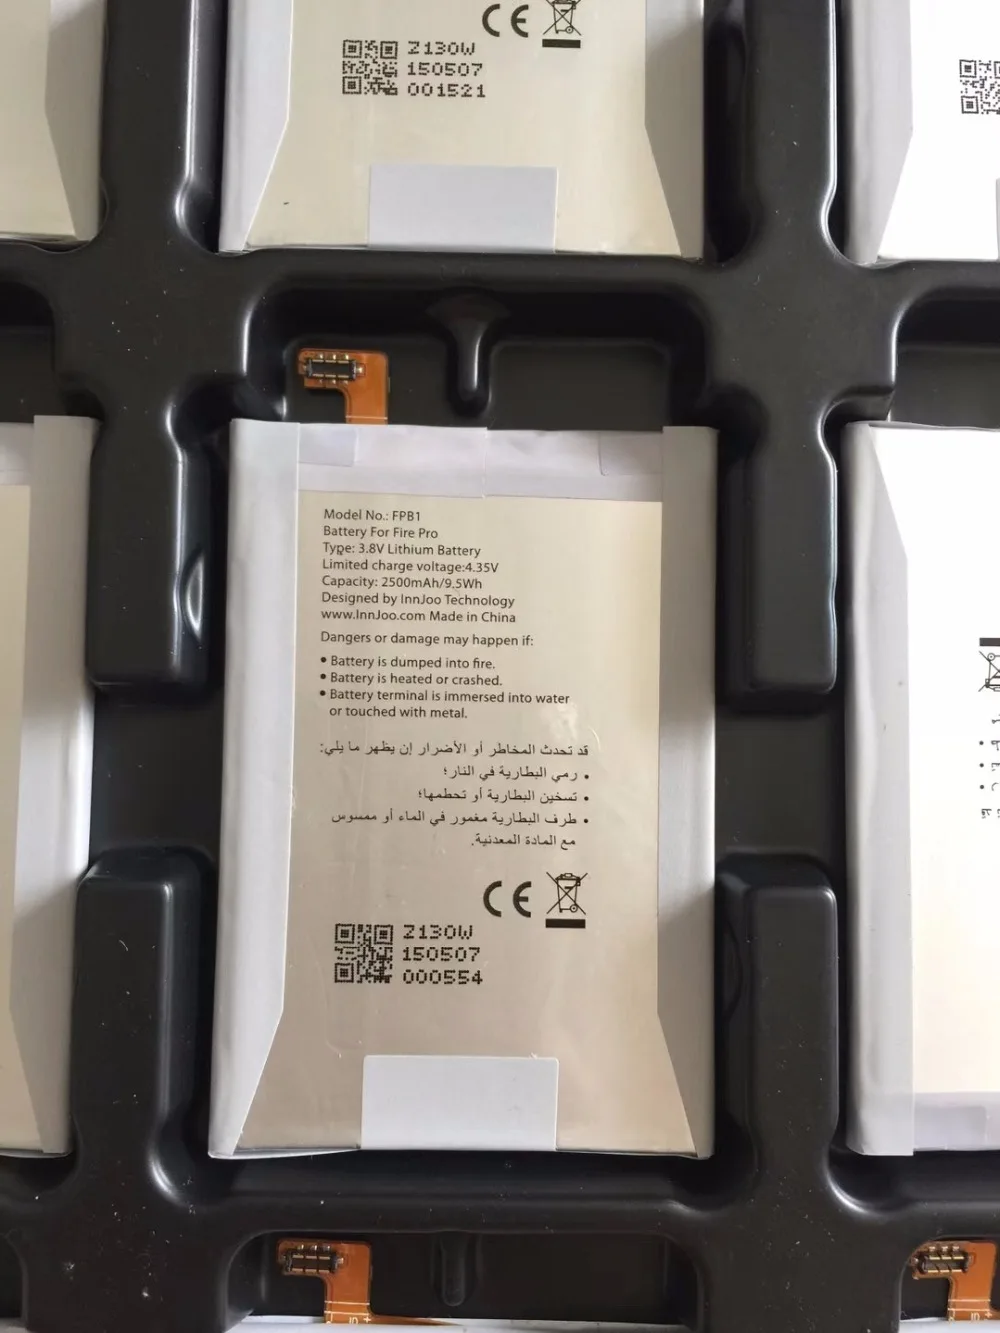 CE
Z130W
150507
001521
Model No.: FPB1
Battery For Fire Pro
Type: 3.8V Lithium Battery
Limited charge voltage:4.35V
Capacity: 2500mAh/9.5Wh
Designed by InnJoo Technology
www.InnJoo.com Made in China
Dangers or damage may happen if:
• Battery is dumped into fire.
• Battery is heated or crashed.
• Battery terminal is immersed into water
or touched with metal.
قد تحدث المخاطر أو الأضرار إن يظهر ما يلي:
• رمي البطارية في النار؛
• تسخين البطارية أو تحطمها؛
• طرف البطارية مغمور في الماء أو ممسوس
مع المادة المعدنية.
CE
Z130W
150507
000554